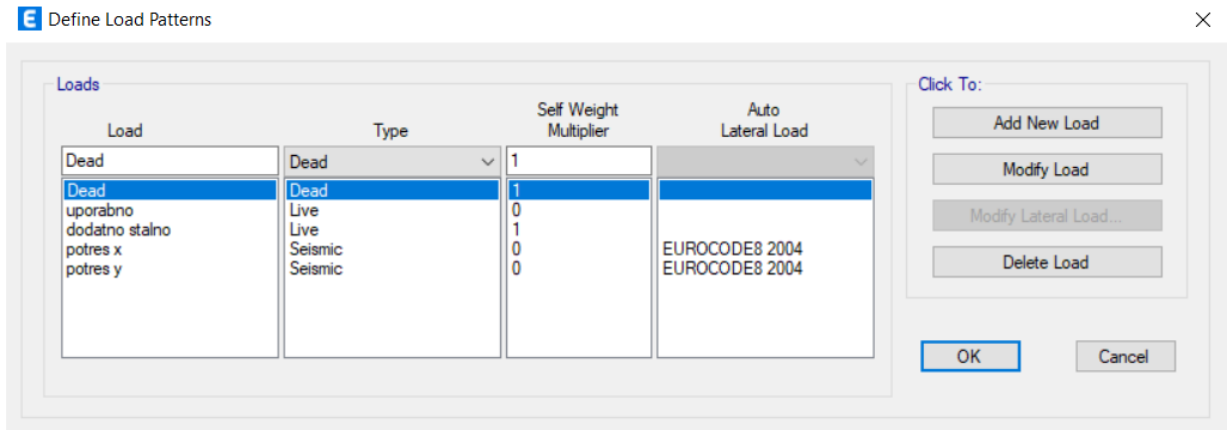 E Define Load Patterns
Loads
Click To:
Load Type Self Weight Multiplier Auto Lateral Load
Dead Dead 1
Dead Dead 1
uporabno Live 0
dodatno stalno Live 1
potres x Seismic 0 EUROCODE8 2004
potres y Seismic 0 EUROCODE8 2004
Add New Load
Modify Load
Modify Lateral Load...
Delete Load
OK Cancel